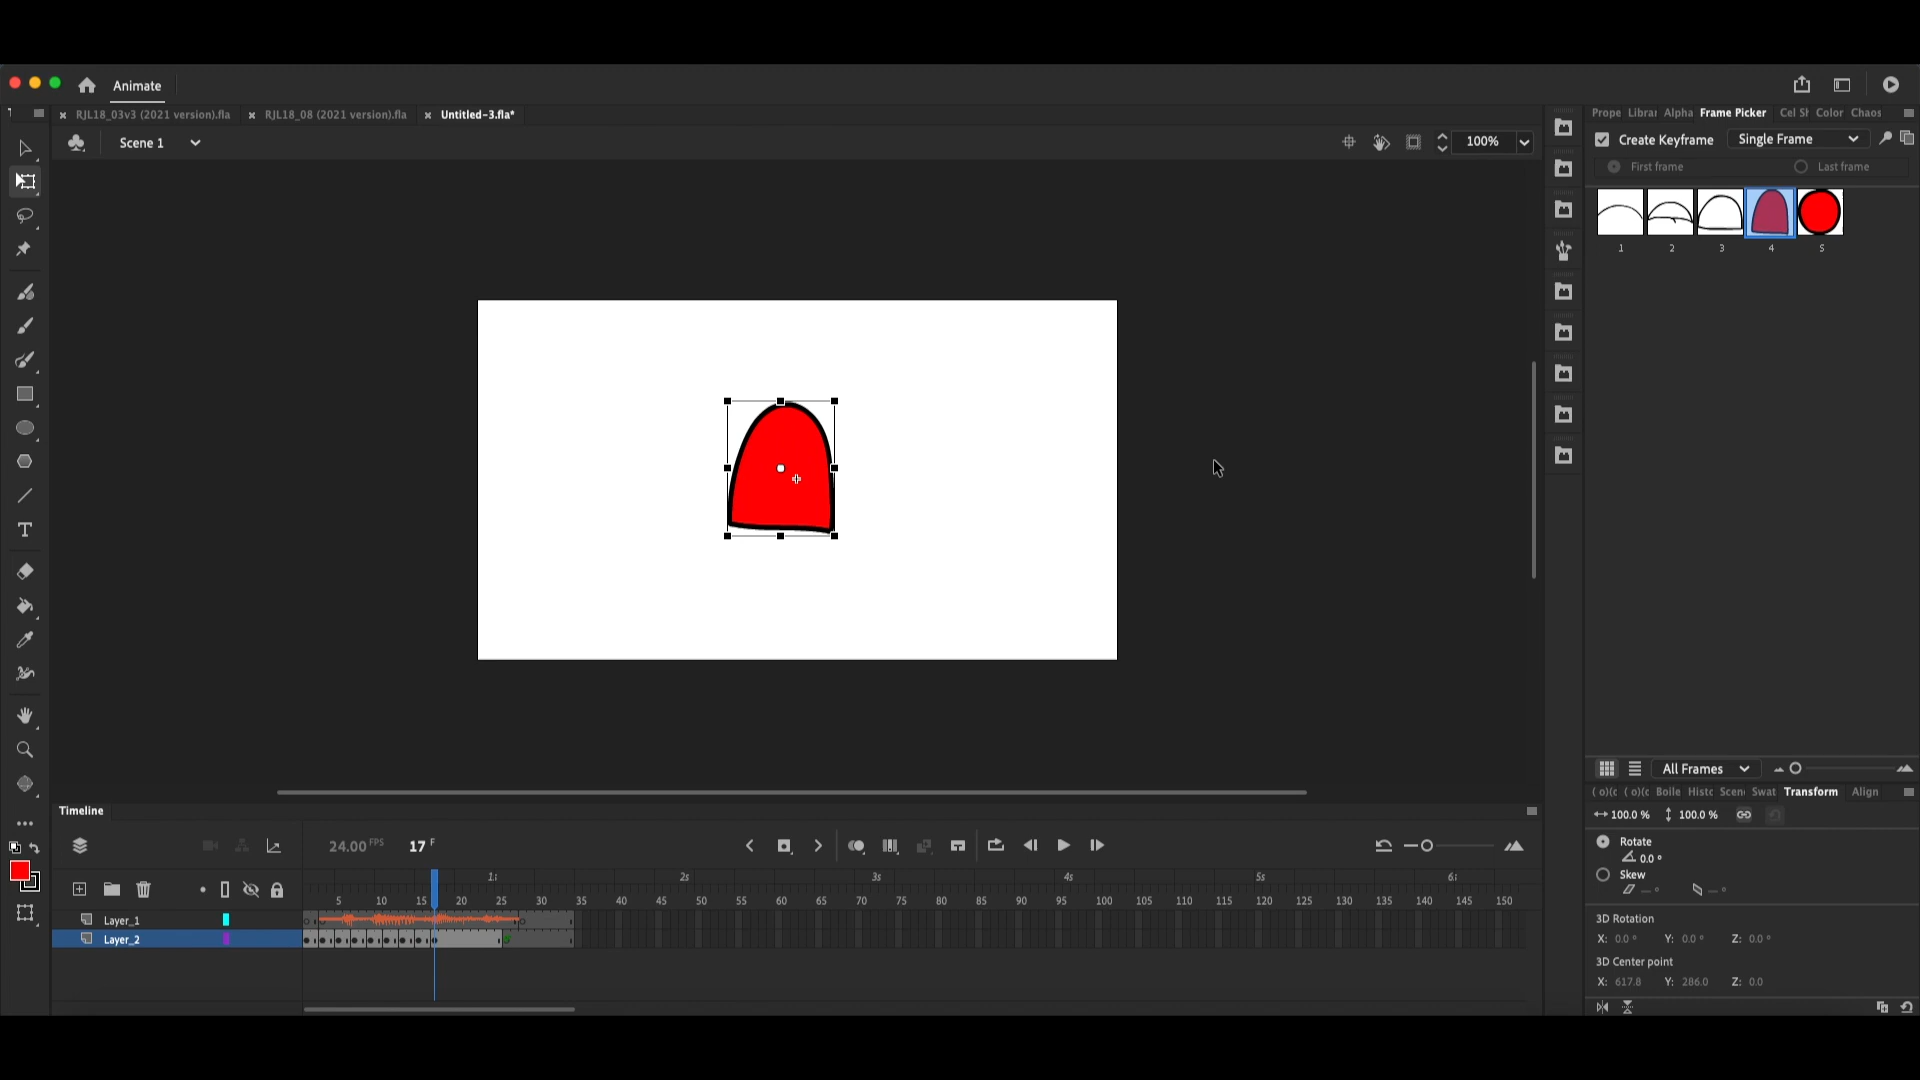 Animate
RJL18_03v3 (2021 version).fla
RJL18_08 (2021 version).fla
Untitled-3.fla*
Scene 1
100%
Prope Librar Alpha Frame Picker Cel Sh Color Chaos
Create Keyframe
Single Frame
First frame
Last frame
1 2 3 4 5
All Frames
Boile Histo Scene Swat Transform Align
100.0 %
100.0 %
Rotate
0.0 °
Skew
3D Rotation
X: 0.0 ° Y: 0.0 ° Z: 0.0 °
3D Center point
X: 617.8 Y: 286.0 Z: 0.0
Timeline
24.00 FPS
17 F
1s 2s 3s 4s 5s
5 10 15 20 25 30 35 40 45 50 55 60 65 70 75 80 85 90 95 100 105 110 115 120 125 130 135 140 145 150
Layer_1
Layer_2